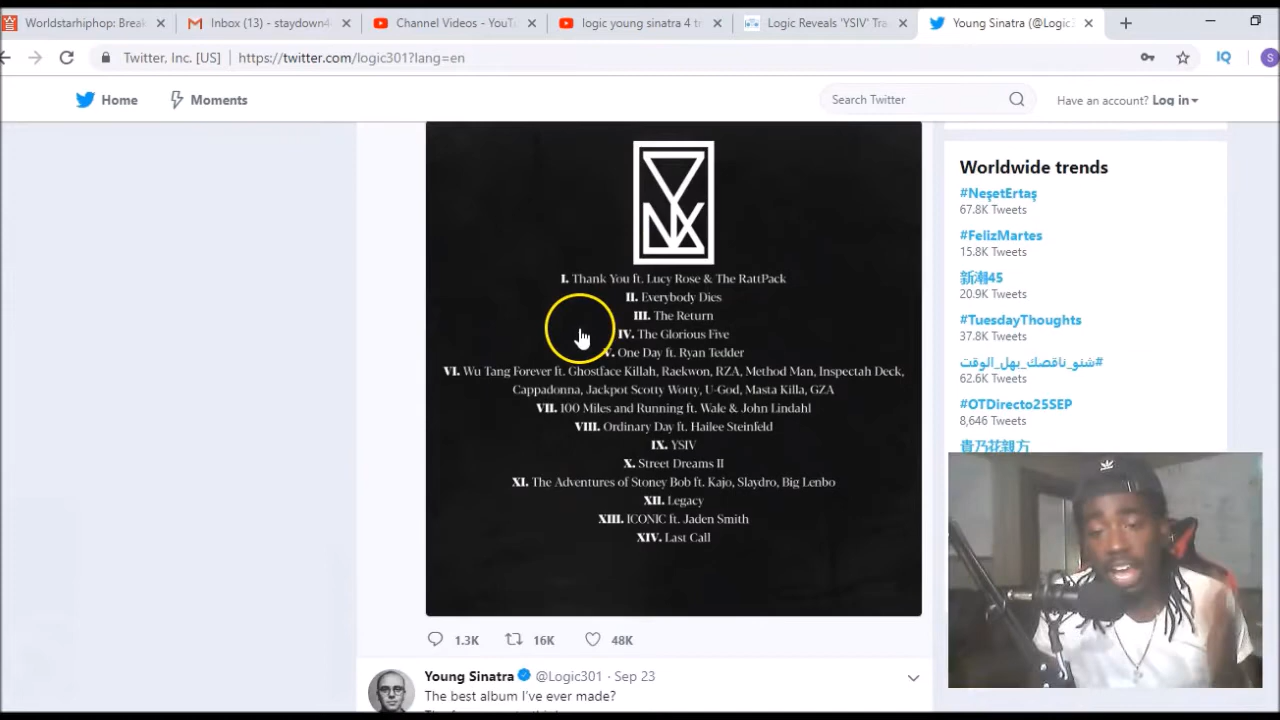 Worldstarhiphop: Break
Inbox (13) - staydown4
Channel Videos - YouT
logic young sinatra 4 t
Logic Reveals 'YSIV' Tra
Young Sinatra (@Logic3
Twitter, Inc. [US]
https://twitter.com/logic301?lang=en
IQ
S
Home
Moments
Search Twitter
Have an account? Log in
I. Thank You ft. Lucy Rose & The RattPack
II. Everybody Dies
III. The Return
IV. The Glorious Five
V. One Day ft. Ryan Tedder
VI. Wu Tang Forever ft. Ghostface Killah, Raekwon, RZA, Method Man, Inspectah Deck,
Cappadonna, Jackpot Scotty Wotty, U-God, Masta Killa, GZA
VII. 100 Miles and Running ft. Wale & John Lindahl
VIII. Ordinary Day ft. Hailee Steinfeld
IX. YSIV
X. Street Dreams II
XI. The Adventures of Stoney Bob ft. Kajo, Slaydro, Big Lenbo
XII. Legacy
XIII. ICONIC ft. Jaden Smith
XIV. Last Call
1.3K
16K
48K
Young Sinatra @Logic301 · Sep 23
The best album I've ever made?
Worldwide trends
#NeşetErtaş
67.8K Tweets
#FelizMartes
15.8K Tweets
新潮45
20.9K Tweets
#TuesdayThoughts
37.8K Tweets
#شنو_ناقصك_بهل_الوقت
62.6K Tweets
#OTDirecto25SEP
8,646 Tweets
貴乃花親方